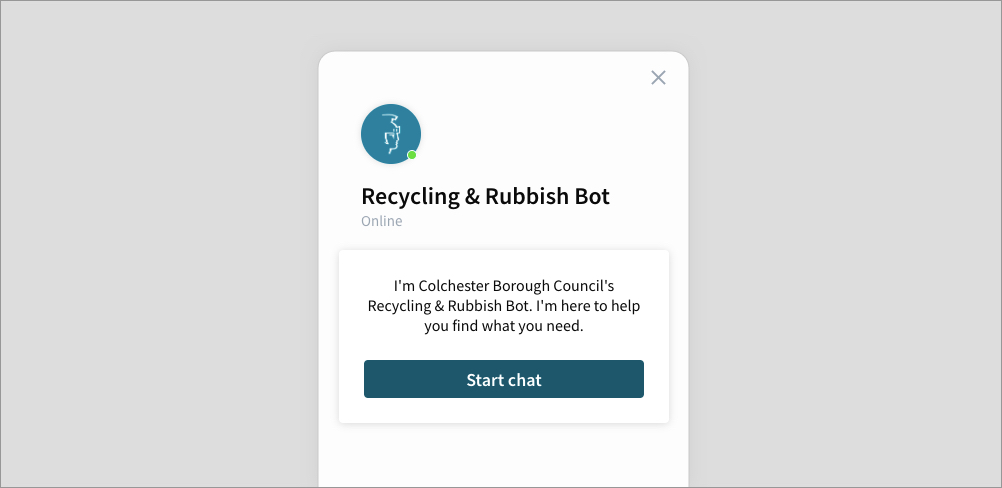 Recycling & Rubbish Bot
Online
I'm Colchester Borough Council's
Recycling & Rubbish Bot. I'm here to help
you find what you need.
Start chat